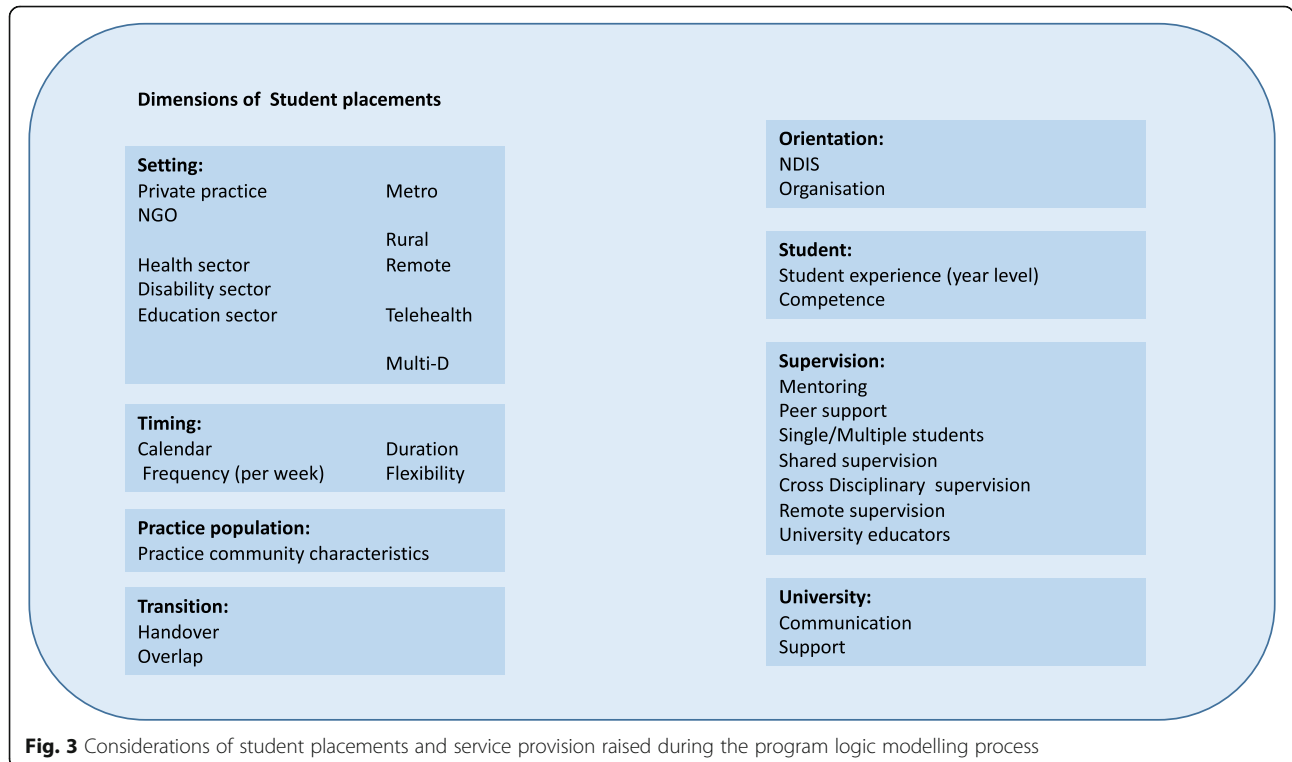 Dimensions of Student placements
Setting:
Private practice Metro
NGO
Rural
Health sector Remote
Disability sector
Education sector Telehealth
Multi-D
Timing:
Calendar Duration
Frequency (per week) Flexibility
Practice population:
Practice community characteristics
Transition:
Handover
Overlap
Orientation:
NDIS
Organisation
Student:
Student experience (year level)
Competence
Supervision:
Mentoring
Peer support
Single/Multiple students
Shared supervision
Cross Disciplinary supervision
Remote supervision
University educators
University:
Communication
Support
Fig. 3 Considerations of student placements and service provision raised during the program logic modelling process